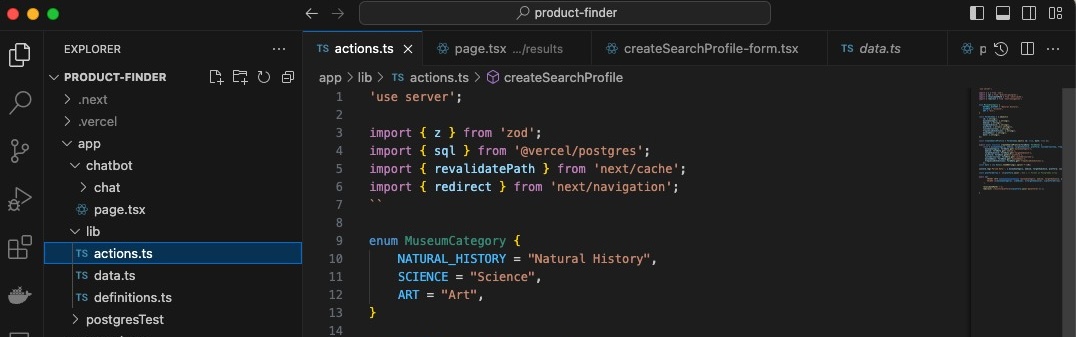 product-finder
EXPLORER
PRODUCT-FINDER
.next
.vercel
app
chatbot
chat
page.tsx
lib
TS actions.ts
TS data.ts
TS definitions.ts
postgresTest
TS actions.ts
page.tsx .../results
createSearchProfile-form.tsx
TS data.ts
p
app > lib > TS actions.ts > createSearchProfile
1 'use server';
2
3 import { z } from 'zod';
4 import { sql } from '@vercel/postgres';
5 import { revalidatePath } from 'next/cache';
6 import { redirect } from 'next/navigation';
7 ``
8
9 enum MuseumCategory {
10 NATURAL_HISTORY = "Natural History",
11 SCIENCE = "Science",
12 ART = "Art",
13 }
14